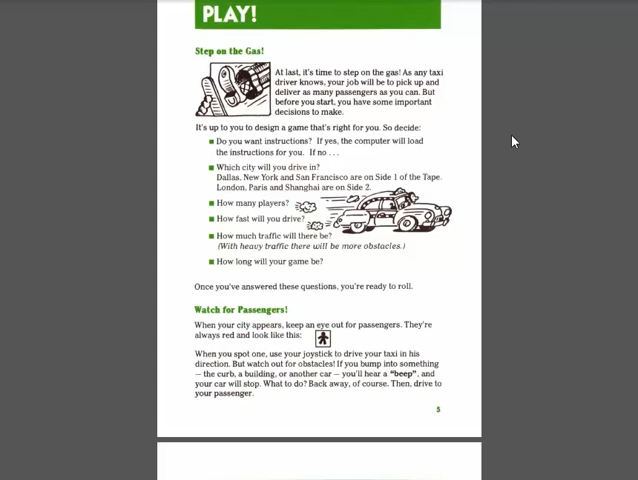 PLAY!
Step on the Gas!
At last, it's time to step on the gas! As any taxi
driver knows, your job will be to pick up and
deliver as many passengers as you can. But
before you start, you have some important
decisions to make.
It's up to you to design a game that's right for you. So decide:
■ Do you want instructions? If yes, the computer will load
the instructions for you. If no . . .
■ Which city will you drive in?
Dallas, New York and San Francisco are on Side 1 of the Tape.
London, Paris and Shanghai are on Side 2.
■ How many players?
■ How fast will you drive?
■ How much traffic will there be?
(With heavy traffic there will be more obstacles.)
■ How long will your game be?
Once you've answered these questions, you're ready to roll.
Watch for Passengers!
When your city appears, keep an eye out for passengers. They're
always red and look like this:
When you spot one, use your joystick to drive your taxi in his
direction. But watch out for obstacles! If you bump into something
— the curb, a building, or another car — you'll hear a "beep", and
your car will stop. What to do? Back away, of course. Then, drive to
your passenger.
5